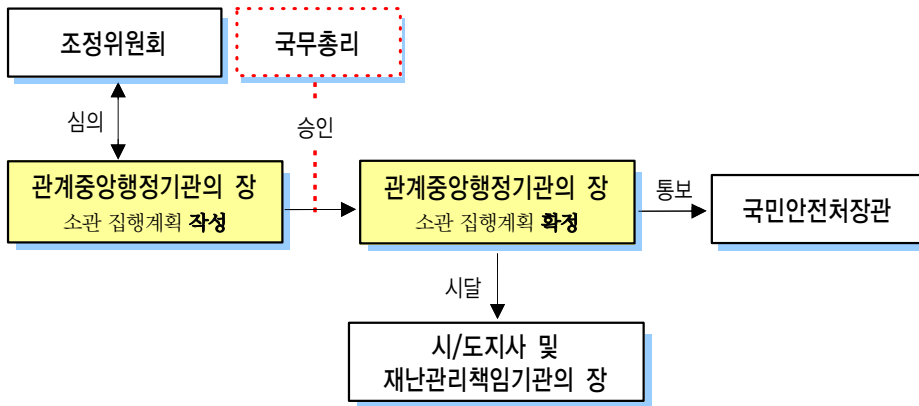 조정위원회
국무총리
심의
승인
관계중앙행정기관의 장
소관 집행계획 작성
관계중앙행정기관의 장
소관 집행계획 확정
통보
국민안전처장관
시달
시/도지사 및
재난관리책임기관의 장